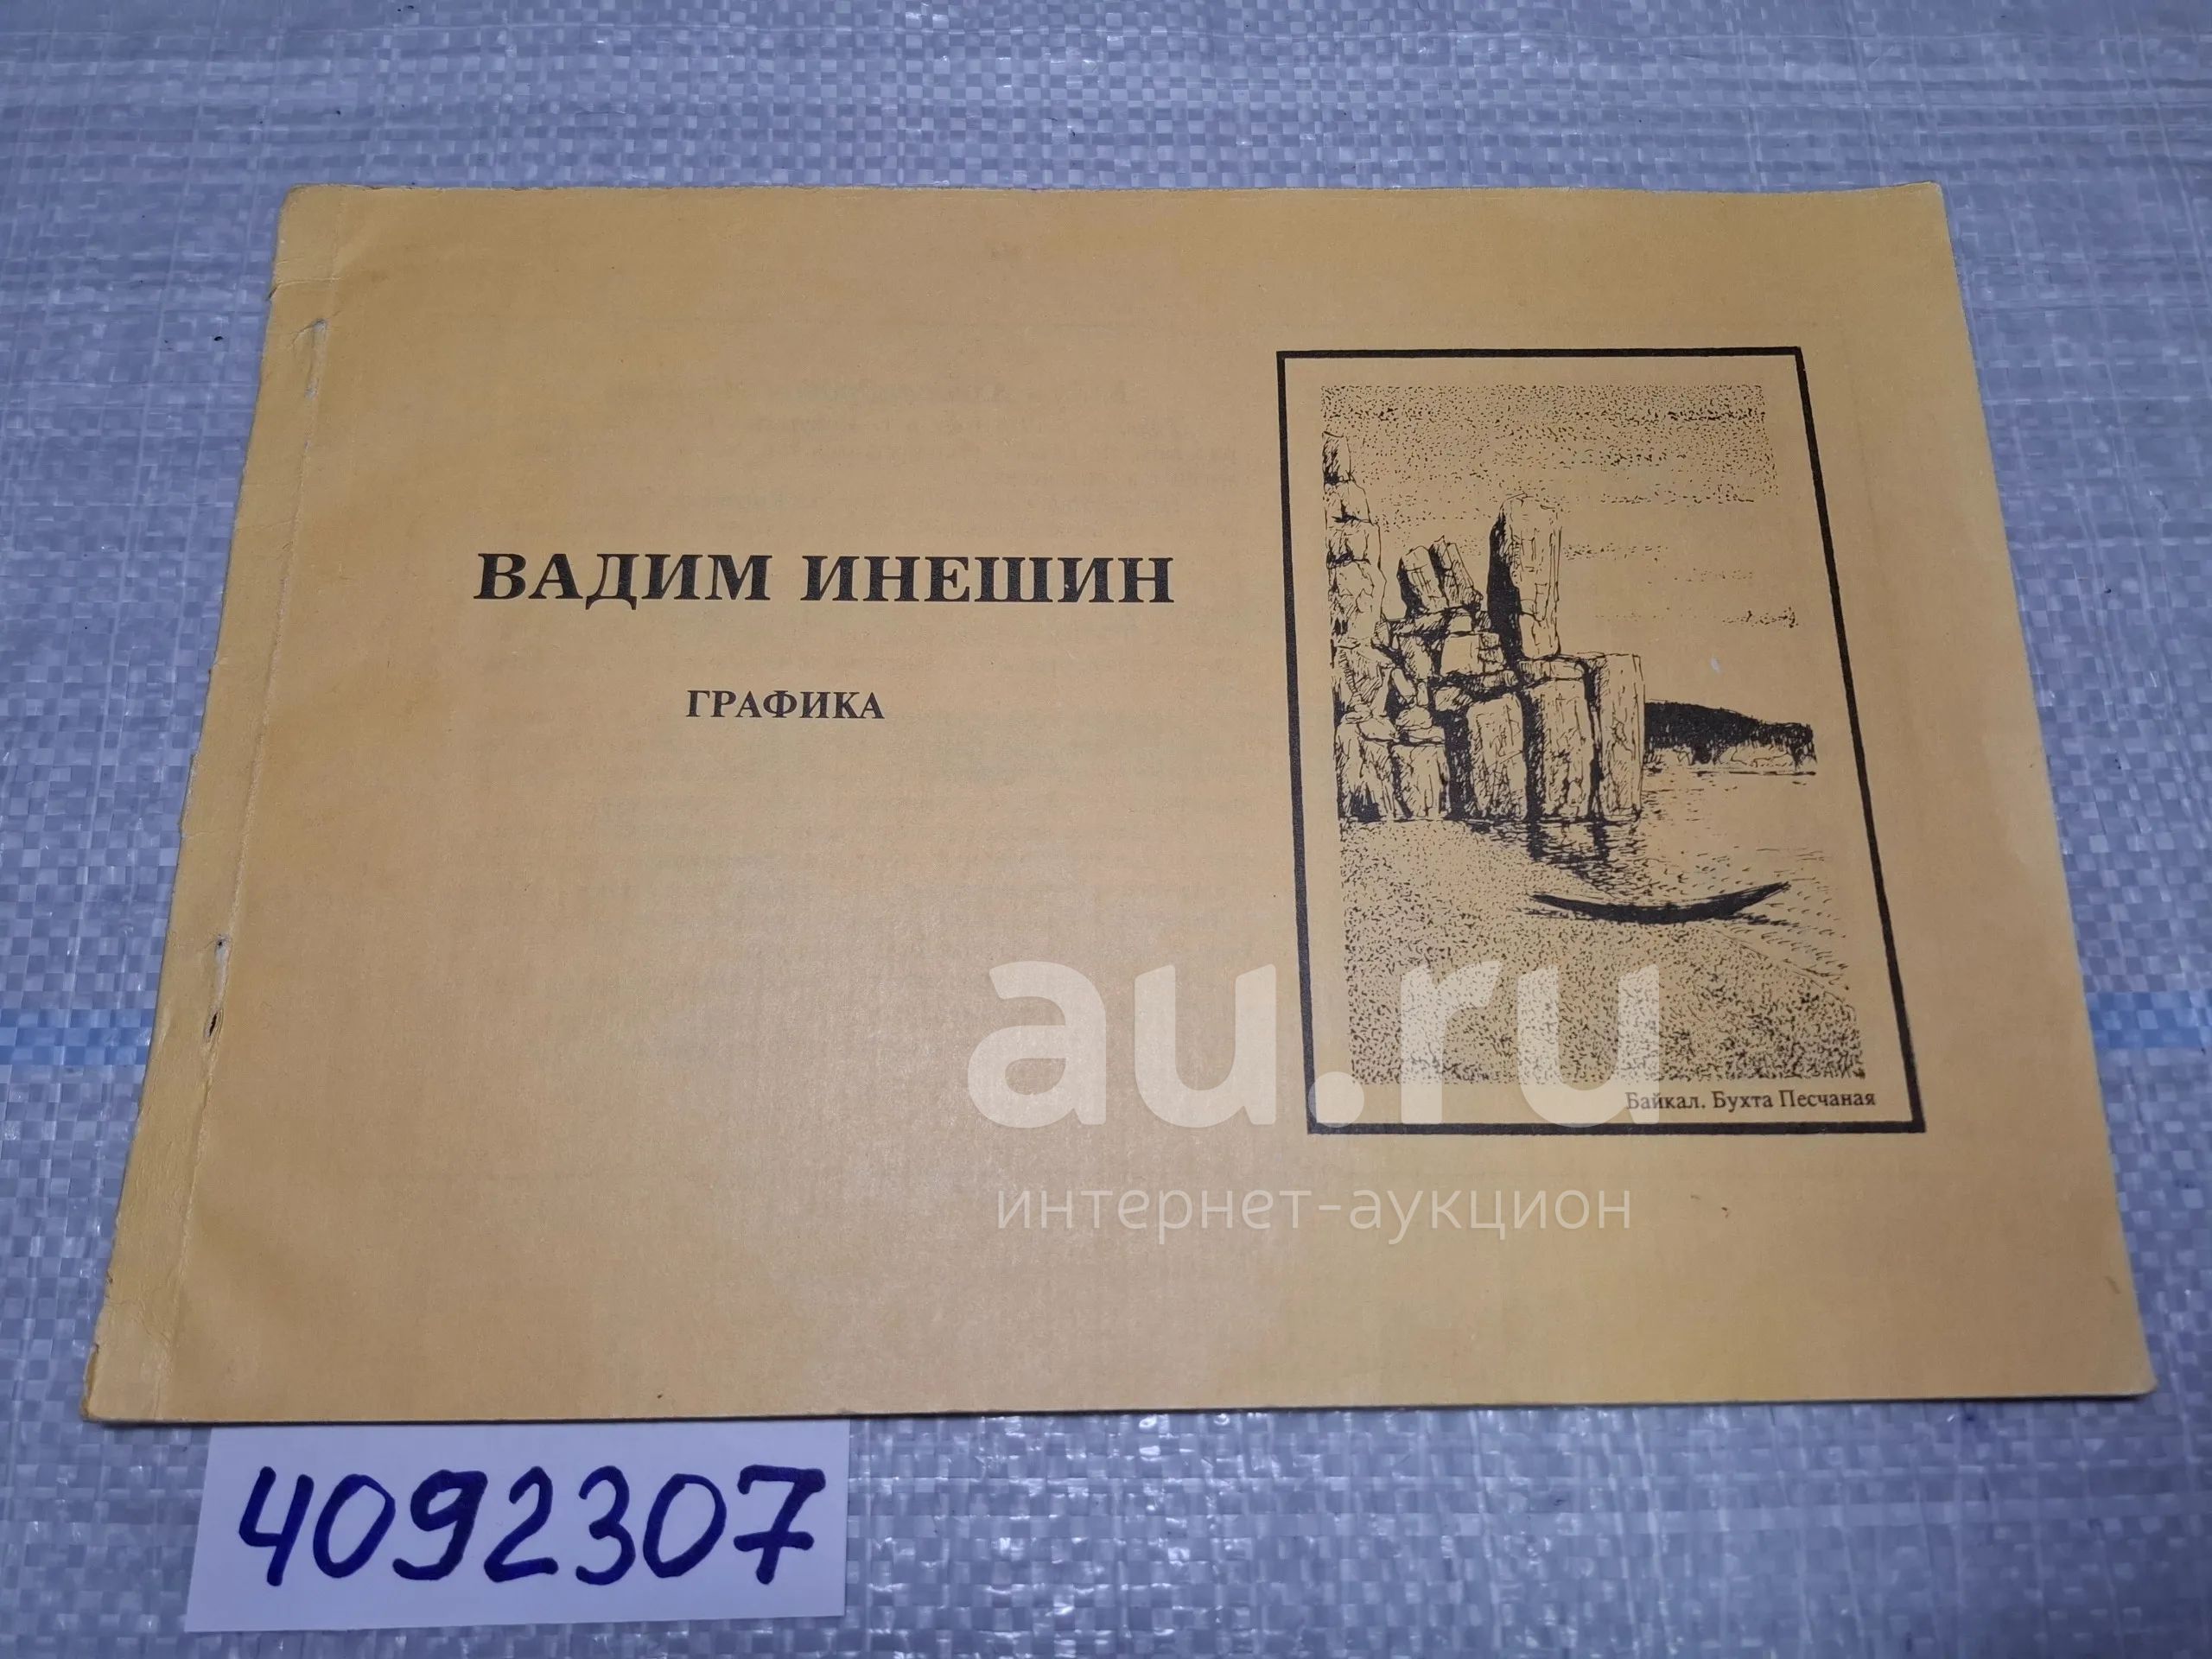 ВАДИМ ИНЕШИН
ГРАФИКА
Байкал. Бухта Песчаная
au.ru
интернет-аукцион
4092307